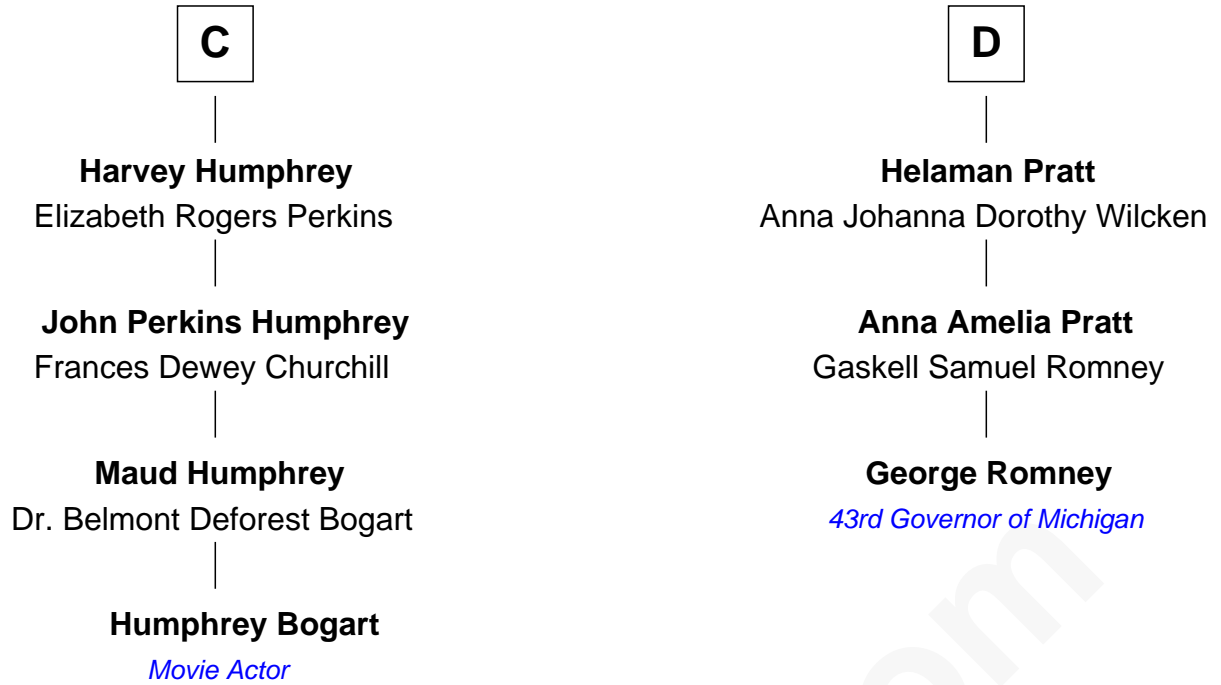 C
Harvey Humphrey
Elizabeth Rogers Perkins
John Perkins Humphrey
Frances Dewey Churchill
Maud Humphrey
Dr. Belmont Deforest Bogart
Humphrey Bogart
Movie Actor
D
Helaman Pratt
Anna Johanna Dorothy Wilcken
Anna Amelia Pratt
Gaskell Samuel Romney
George Romney
43rd Governor of Michigan
om